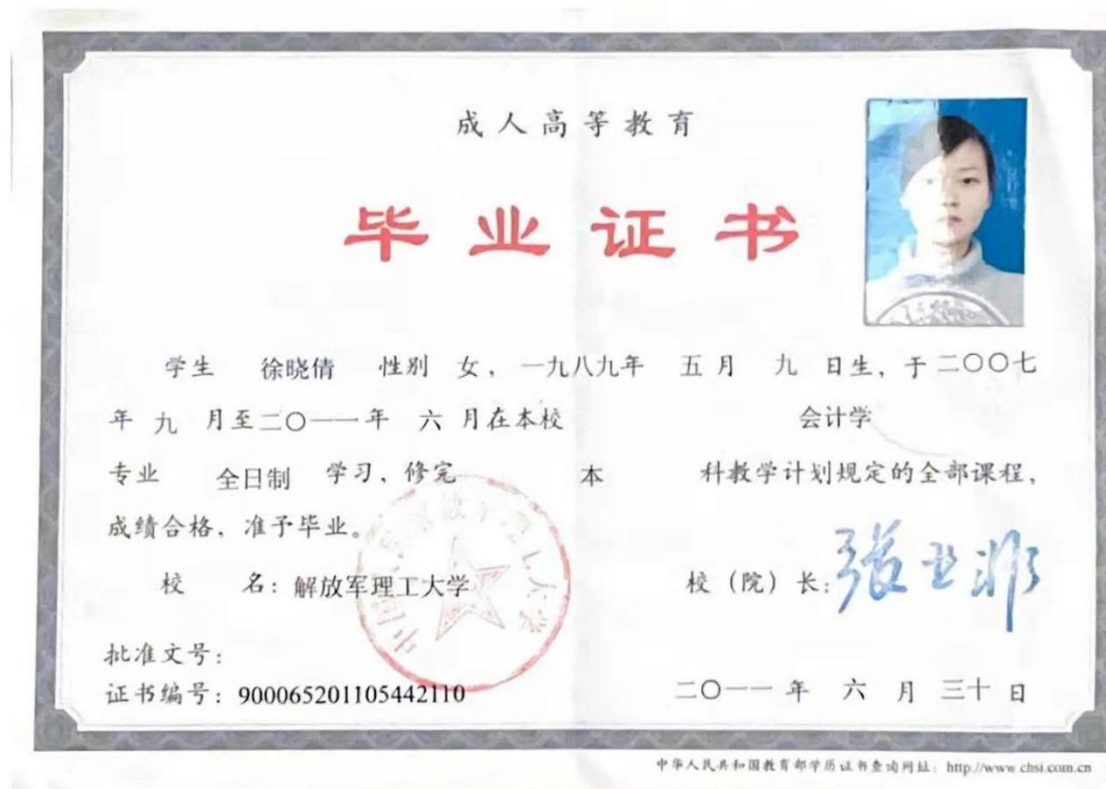 成人高等教育
毕业证书
学生 徐晓倩 性别 女，一九八九年 五月 九 日生，于二〇〇七
年 九 月至二〇一一年 六 月在本校 会计学
专业 全日制 学习、修完 本 科教学计划规定的全部课程，
成绩合格，准予毕业。
校 名：解放军理工大学 校（院）长：张亚非
批准文号：
证书编号：900065201105442110 二〇一一 年 六 月 三十 日
中华人民共和国教育部学历证书查询网址：http://www.chsi.com.cn